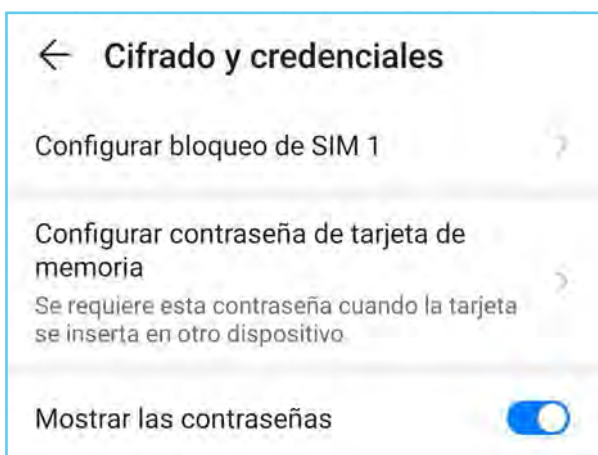 Cifrado y credenciales
Configurar bloqueo de SIM 1
Configurar contraseña de tarjeta de
memoria
Se requiere esta contraseña cuando la tarjeta
se inserta en otro dispositivo
Mostrar las contraseñas